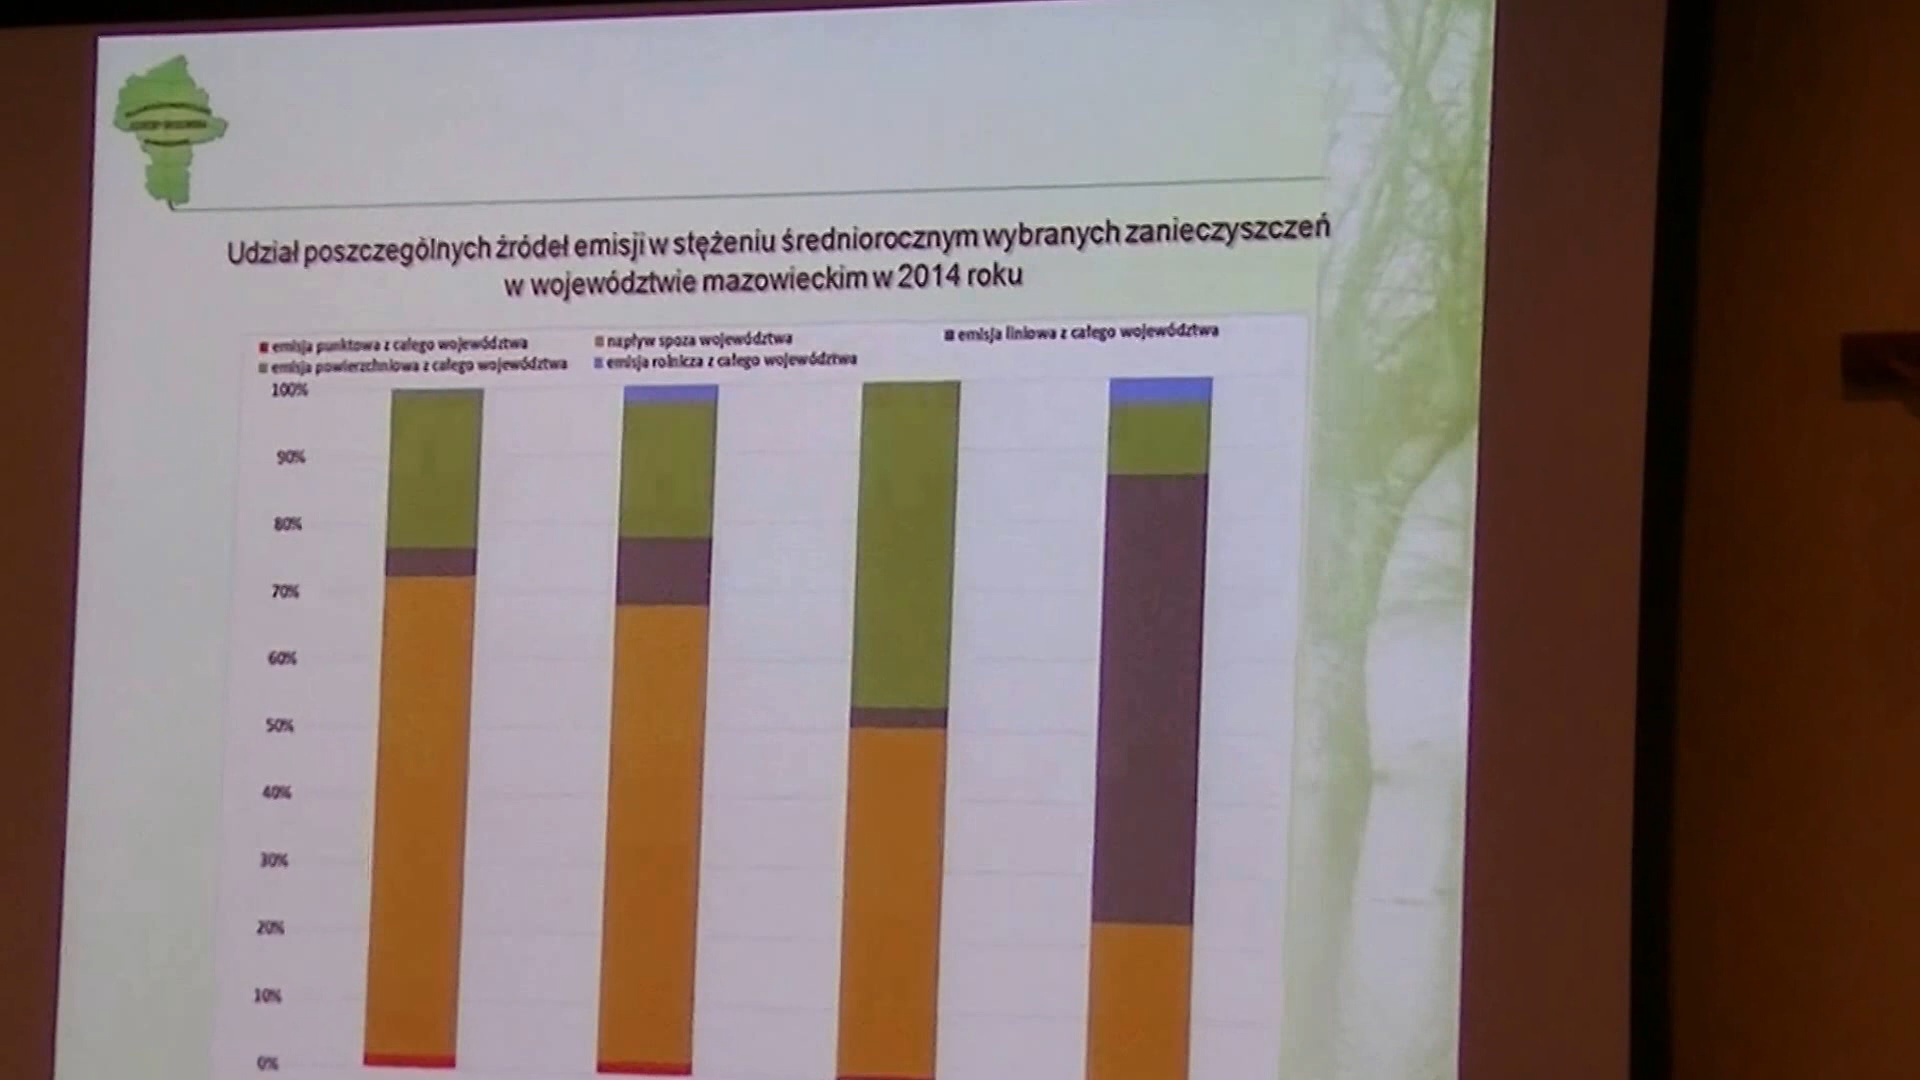 Udział poszczególnych źródeł emisji w stężeniu średniorocznym wybranych zanieczyszczeń
w województwie mazowieckim w 2014 roku
emisja punktowa z całego województwa
napływ spoza województwa
emisja liniowa z całego województwa
emisja powierzchniowa z całego województwa
emisja rolnicza z całego województwa
100%
90%
80%
70%
60%
50%
40%
30%
20%
10%
0%